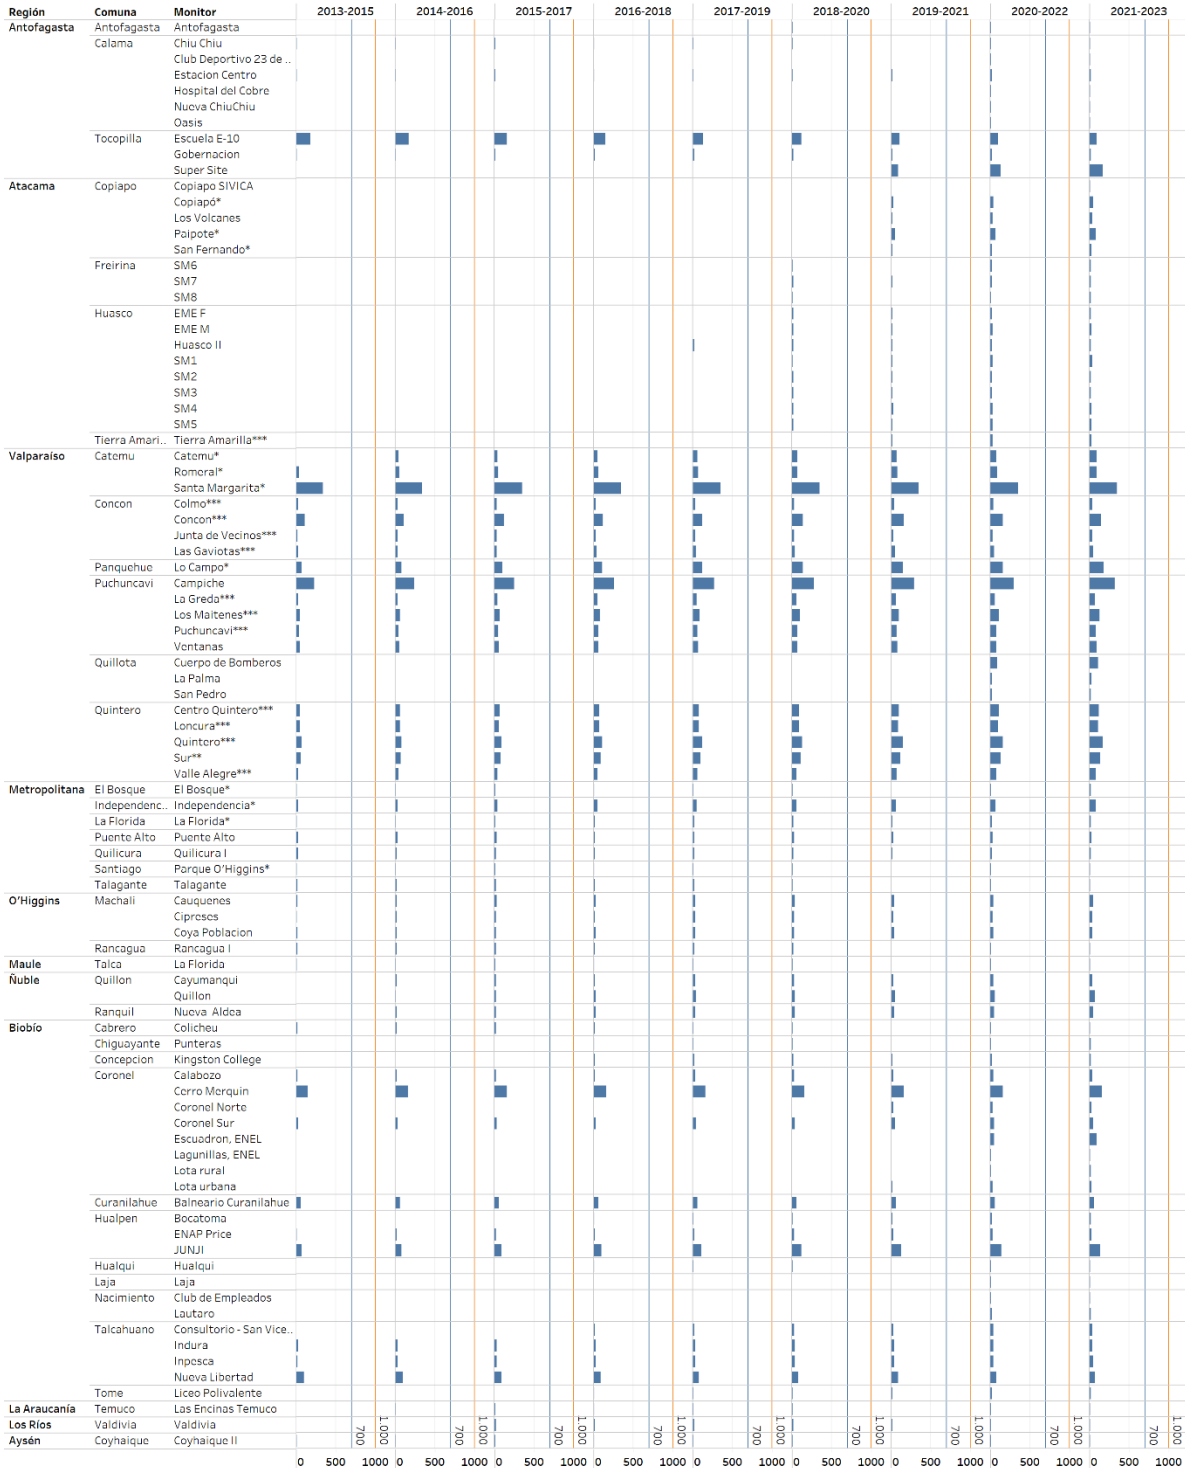 Región Comuna Monitor 2013-2015 2014-2016 2015-2017 2016-2018 2017-2019 2018-2020 2019-2021 2020-2022 2021-2023
Antofagasta Antofagasta Antofagasta
Calama Chiu Chiu
Club Deportivo 23 de ..
Estacion Centro
Hospital del Cobre
Nueva ChiuChiu
Oasis
Tocopilla Escuela E-10
Gobernacion
Super Site
Atacama Copiapo Copiapo SIVICA
Copiapó*
Los Volcanes
Paipote*
San Fernando*
Freirina SM6
SM7
SM8
Huasco EME F
EME M
Huasco II
SM1
SM2
SM3
SM4
SM5
Tierra Amari.. Tierra Amarilla***
Valparaíso Catemu Catemu*
Romeral*
Santa Margarita*
Concon Colmo***
Concon***
Junta de Vecinos***
Las Gaviotas***
Panquehue Lo Campo*
Puchuncavi Campiche
La Greda***
Los Maitenes***
Puchuncavi***
Ventanas
Quillota Cuerpo de Bomberos
La Palma
San Pedro
Quintero Centro Quintero***
Loncura***
Quintero***
Sur**
Valle Alegre***
Metropolitana El Bosque El Bosque*
Independenc.. Independencia*
La Florida La Florida*
Puente Alto Puente Alto
Quilicura Quilicura I
Santiago Parque O'Higgins*
Talagante Talagante
O'Higgins Machali Cauquenes
Cipreses
Coya Poblacion
Rancagua Rancagua I
Maule Talca La Florida
Ñuble Quillon Cayumanqui
Quillon
Ranquil Nueva Aldea
Biobío Cabrero Colicheu
Chiguayante Punteras
Concepcion Kingston College
Coronel Calabozo
Cerro Merquin
Coronel Norte
Coronel Sur
Escuadron, ENEL
Lagunillas, ENEL
Lota rural
Lota urbana
Curanilahue Balneario Curanilahue
Hualpen Bocatoma
ENAP Price
JUNJI
Hualqui Hualqui
Laja Laja
Nacimiento Club de Empleados
Lautaro
Talcahuano Consultorio - San Vice..
Indura
Inpesca
Nueva Libertad
Tome Liceo Polivalente
La Araucanía Temuco Las Encinas Temuco
Los Ríos Valdivia Valdivia
Aysén Coyhaique Coyhaique II
700 1.000 700 1.000 700 1.000 700 1.000 700 1.000 700 1.000 700 1.000 700 1.000 700 1.000
0 500 1000 0 500 1000 0 500 1000 0 500 1000 0 500 1000 0 500 1000 0 500 1000 0 500 1000 0 500 1000